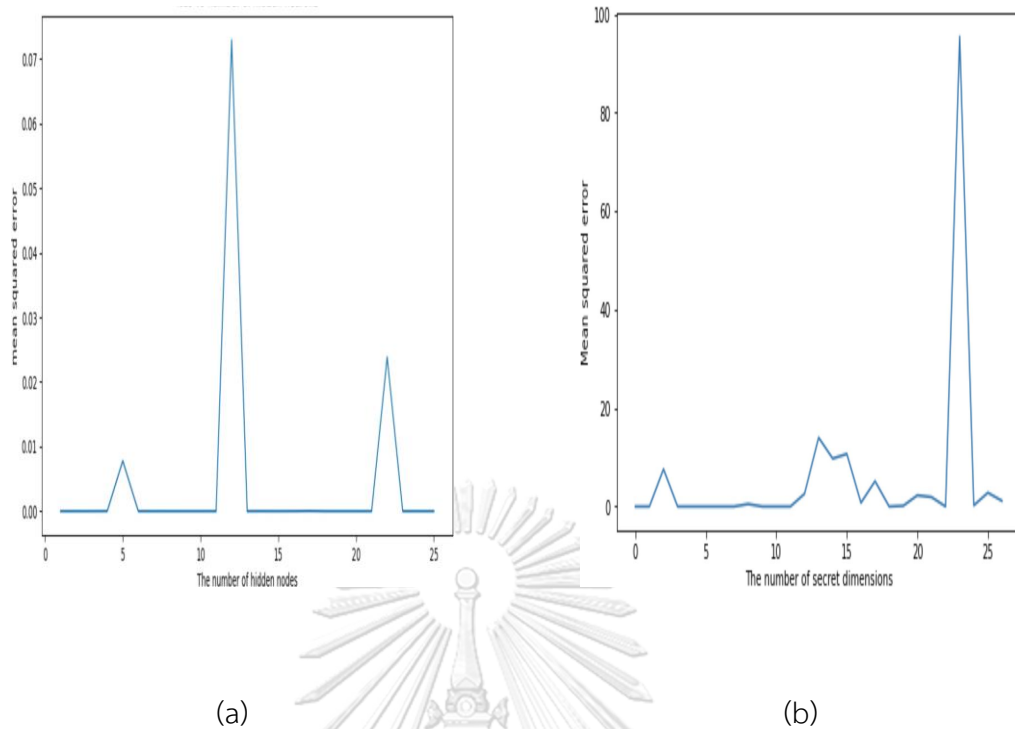 0.07
0.06
0.05
0.04
0.03
0.02
0.01
0.00
mean squared error
0 5 10 15 20 25
The number of hidden nodes
(a)
100
80
60
40
20
0
Mean squared error
0 5 10 15 20 25
The number of secret dimensions
(b)